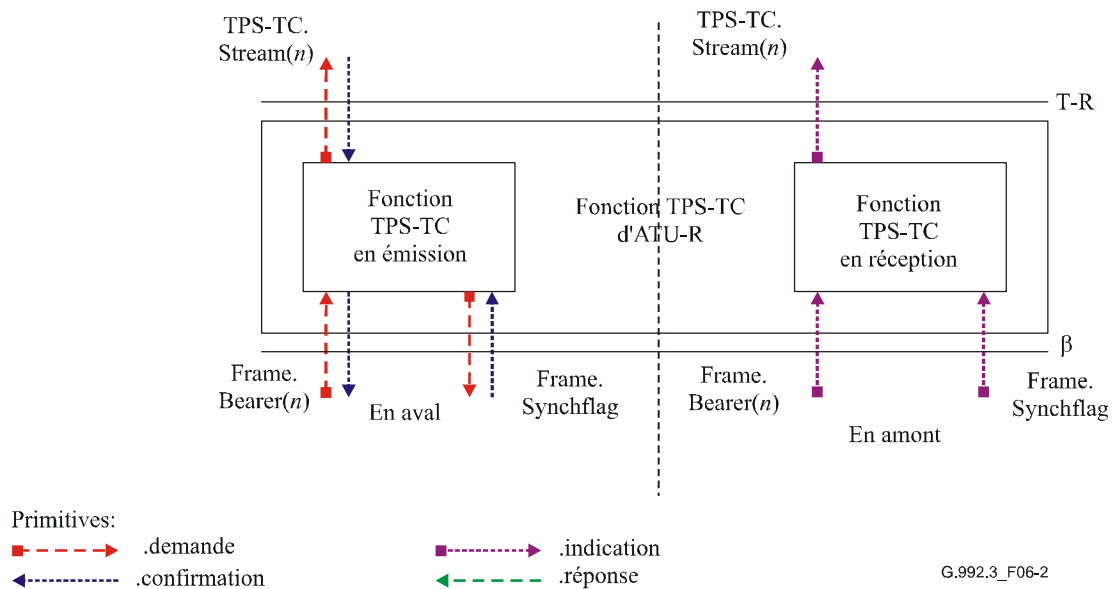 TPS-TC.
Stream(n)
TPS-TC.
Stream(n)
T-R
Fonction
TPS-TC
en émission
Fonction TPS-TC
d'ATU-R
Fonction
TPS-TC
en réception
β
Frame.
Bearer(n)
En aval
Frame.
Synchflag
Frame.
Bearer(n)
En amont
Frame.
Synchflag
Primitives:
.demande
.confirmation
.indication
.réponse
G.992.3_F06-2